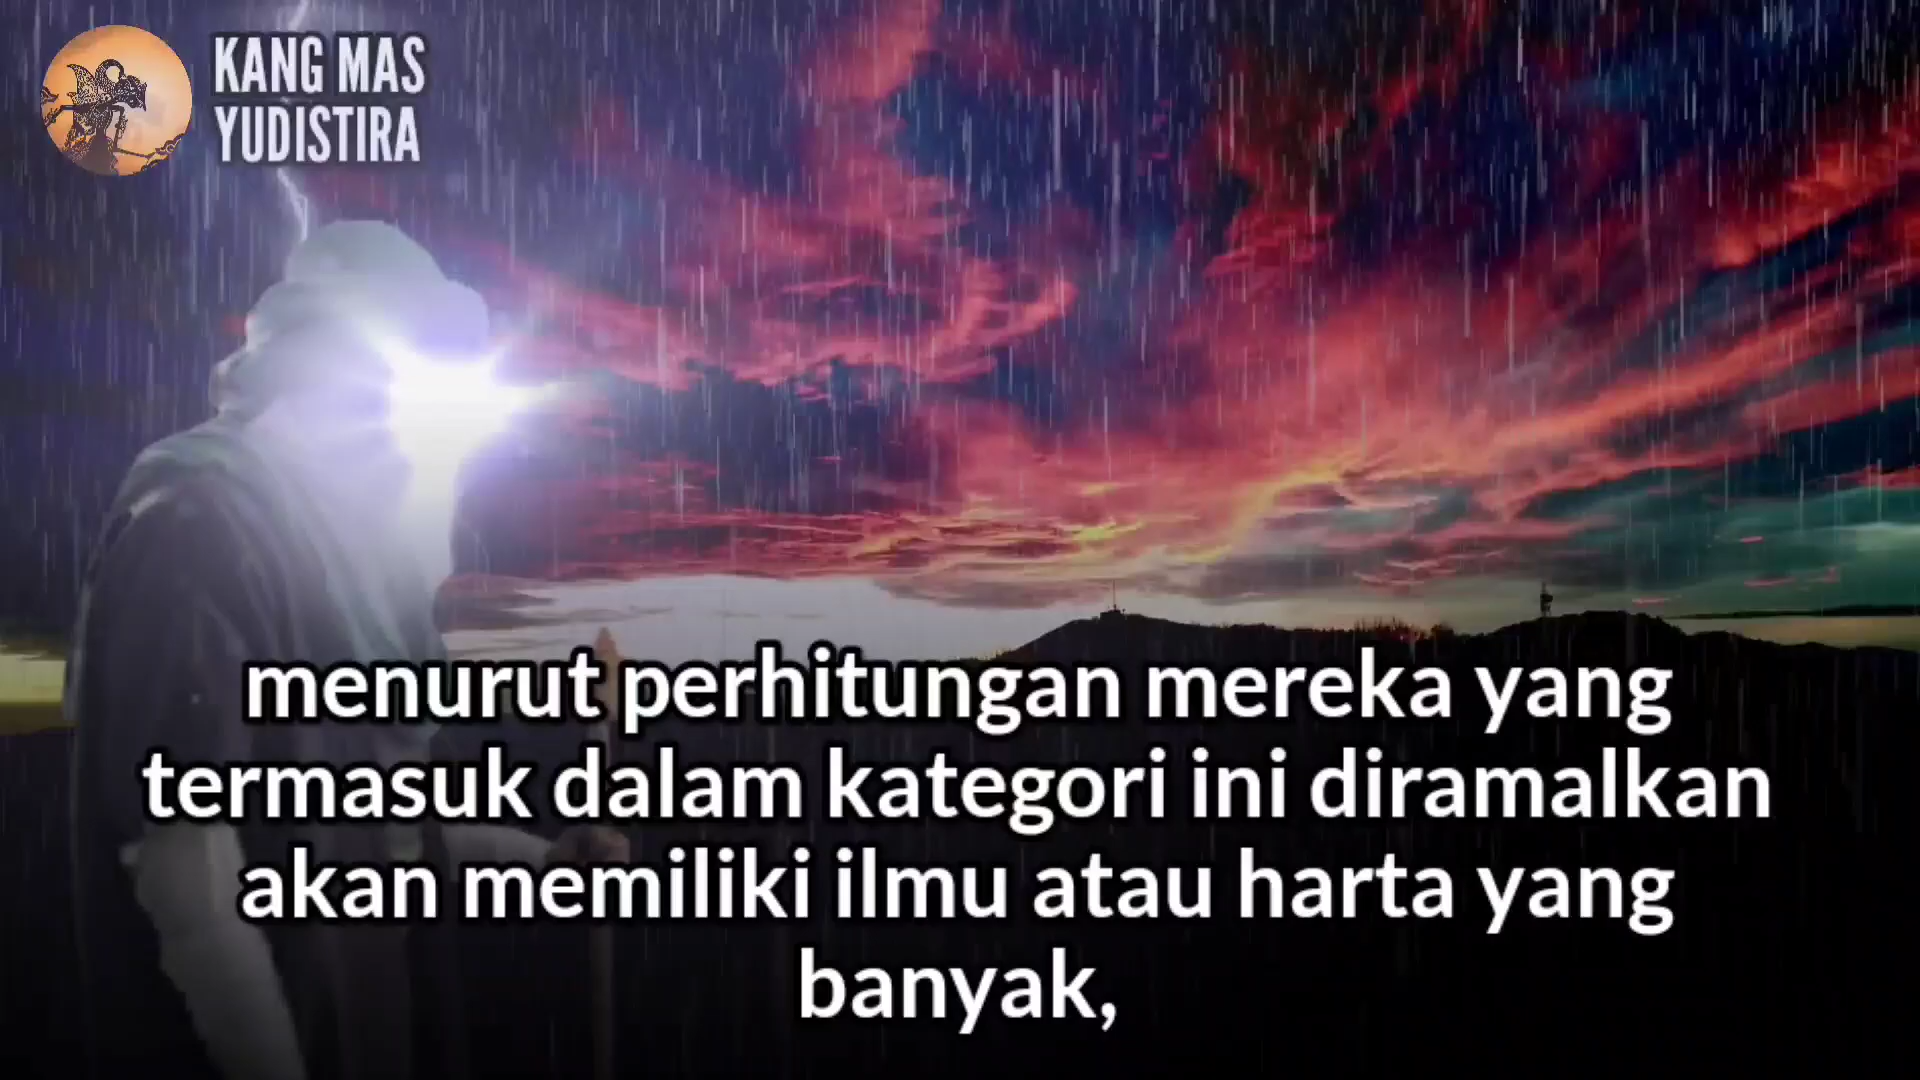 KANG MAS
YUDISTIRA
menurut perhitungan mereka yang
termasuk dalam kategori ini diramalkan
akan memiliki ilmu atau harta yang
banyak,